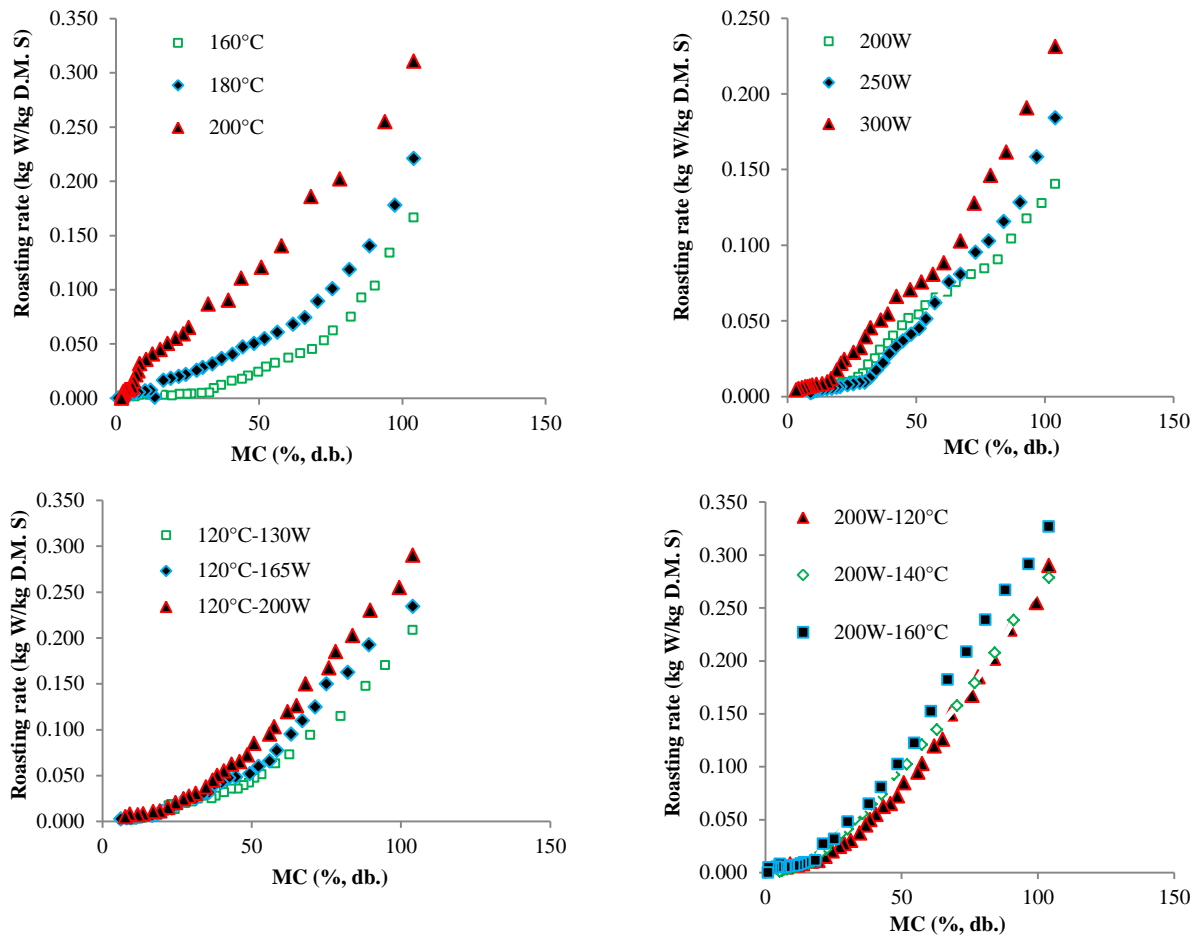 0.350
0.300
0.250
0.200
0.150
0.100
0.050
0.000
Roasting rate (kg W/kg D.M. S)
160°C
180°C
200°C
0
50
100
150
MC (%, d.b.)
0.250
0.200
0.150
0.100
0.050
0.000
Roasting rate (kg W/kg D.M. S)
200W
250W
300W
0
50
100
150
MC (%, db.)
0.350
0.300
0.250
0.200
0.150
0.100
0.050
0.000
Roasting rate (kg W/kg D.M. S)
120°C-130W
120°C-165W
120°C-200W
0
50
100
150
MC (%, db.)
0.350
0.300
0.250
0.200
0.150
0.100
0.050
0.000
Roasting rate (kg W/kg D.M. S)
200W-120°C
200W-140°C
200W-160°C
0
50
100
150
MC (%, db.)